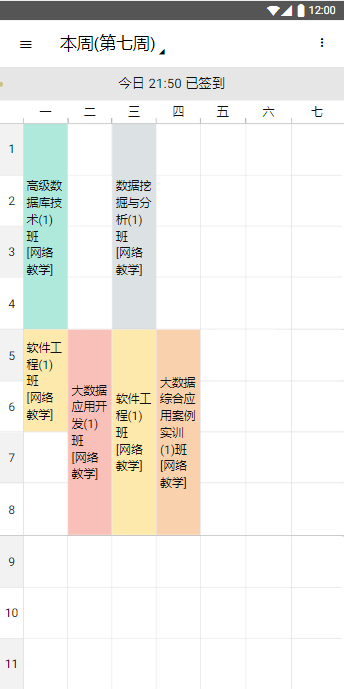 12:00
本周(第七周)
今日 21:50 已签到
一 二 三 四 五 六 七
1
2
3
4
5
6
7
8
9
10
11
高级数
据库技
术(1)
班
[网络
教学]
数据挖
掘与分
析(1)
班
[网络
教学]
软件工
程(1)
班
[网络
教学]
大数据
应用开
发(1)
班
[网络
教学]
软件工
程(1)
班
[网络
教学]
大数据
综合应
用案例
实训
(1)班
[网络
教学]